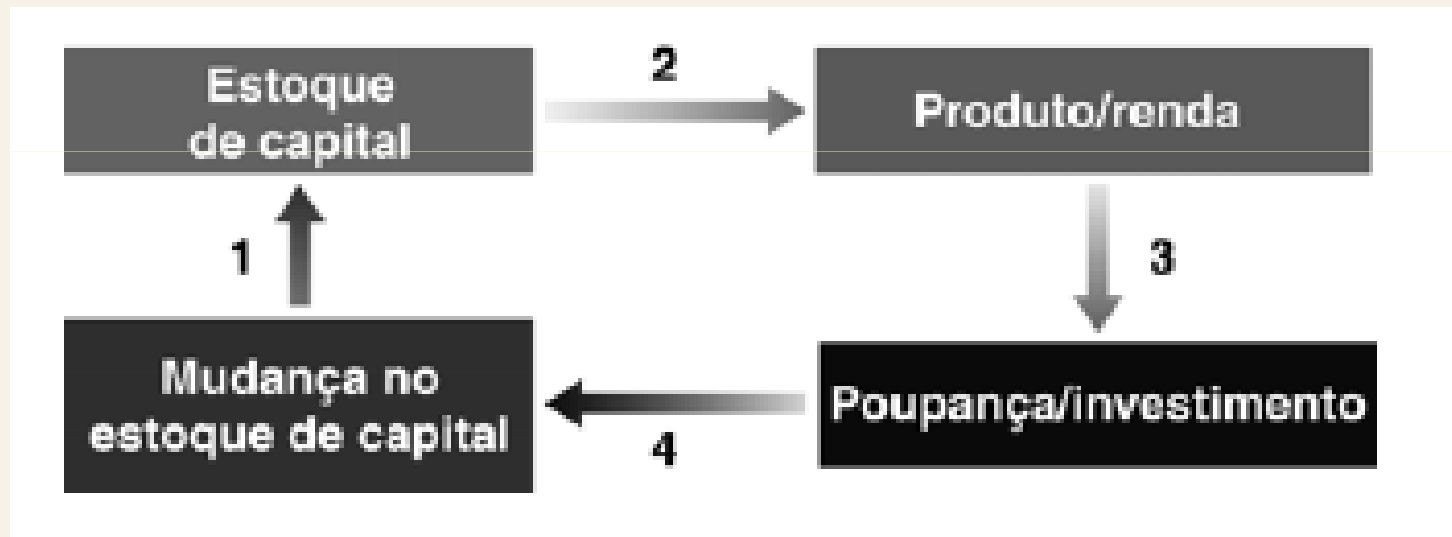 Estoque
de capital
2
Produto/renda
1
3
Mudança no
estoque de capital
4
Poupança/investimento